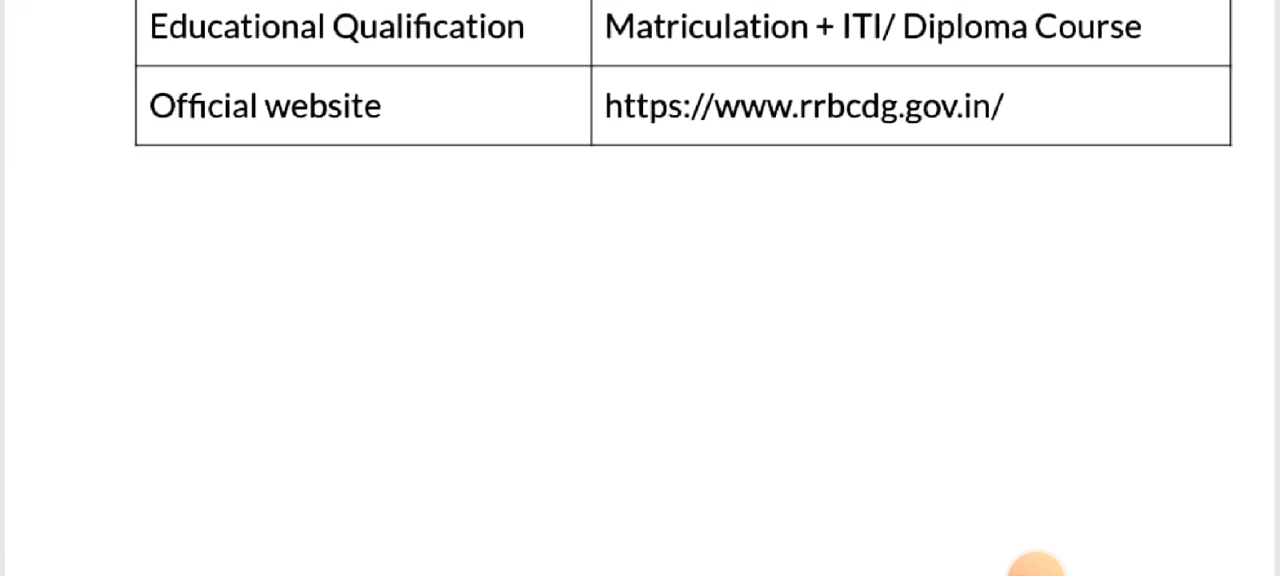 Educational Qualification Matriculation + ITI/ Diploma Course
Official website https://www.rrbcdg.gov.in/